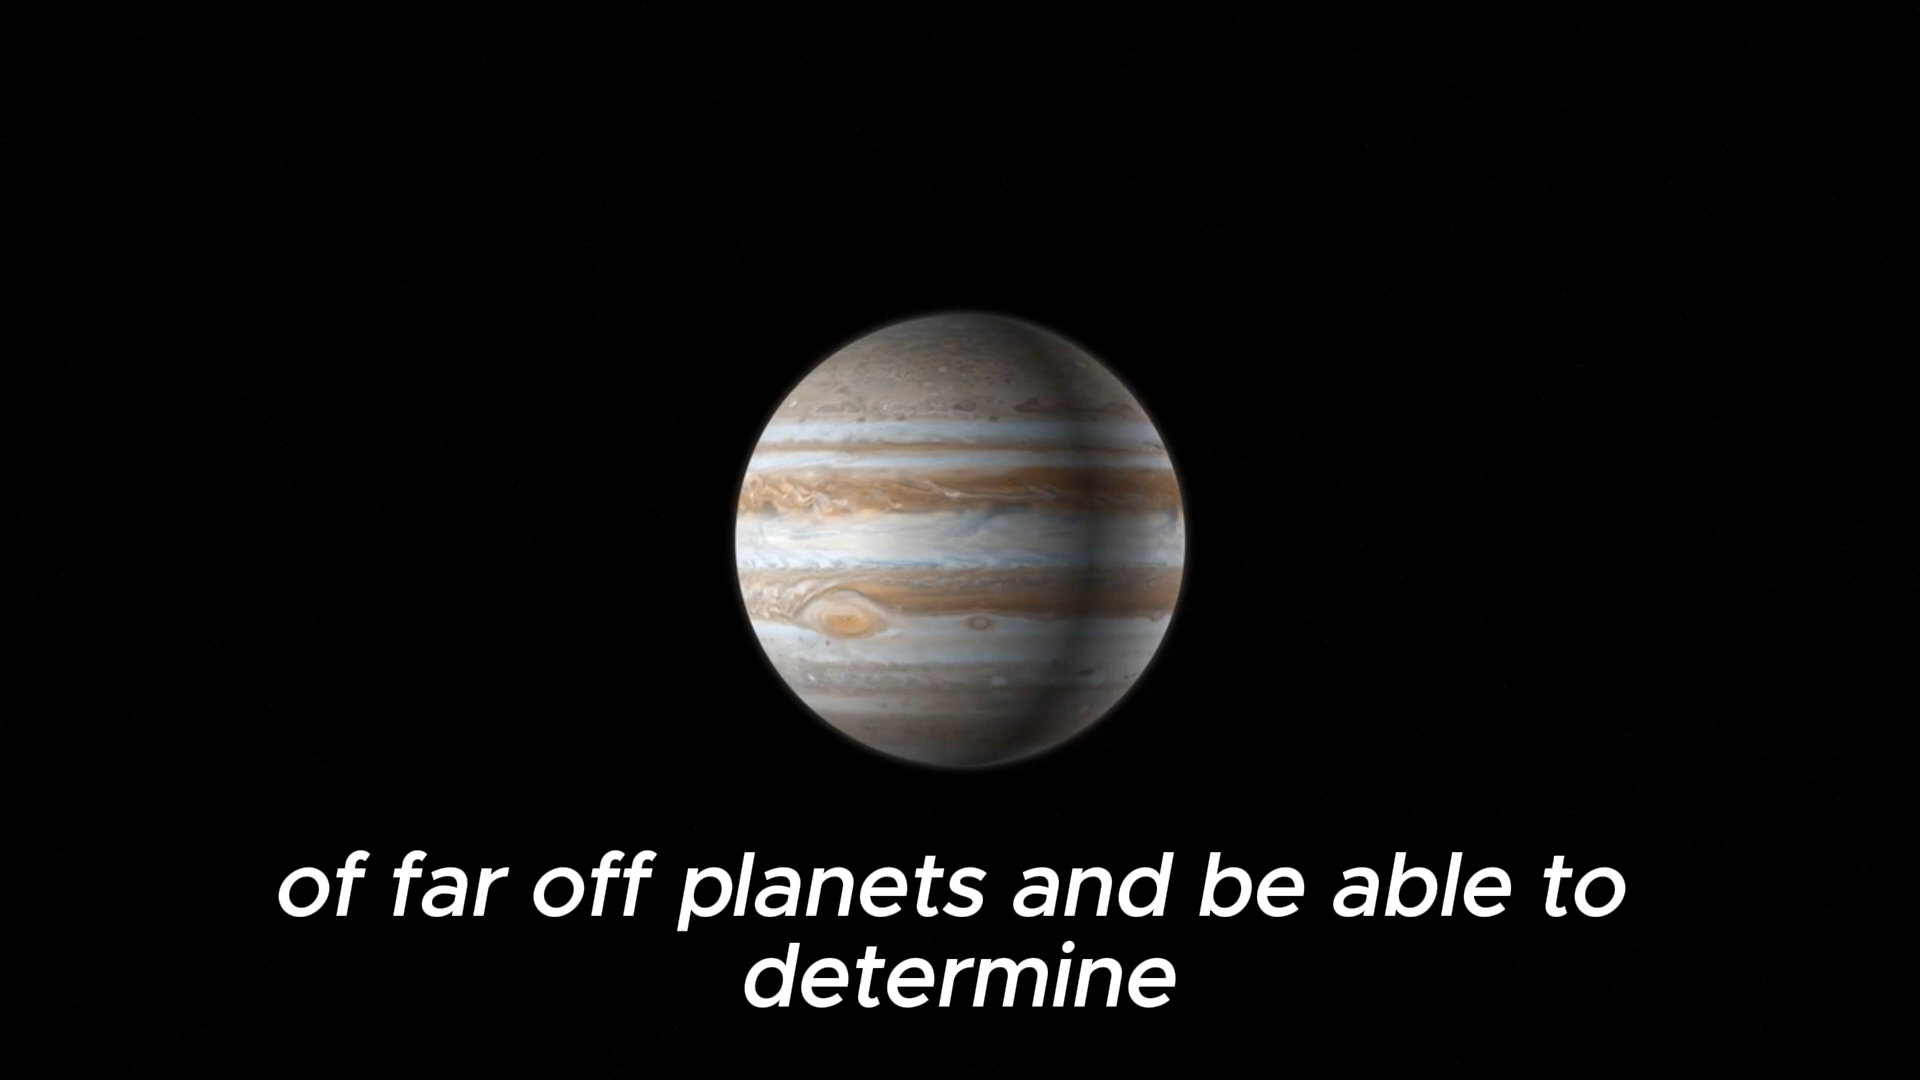 of far off planets and be able to
determine